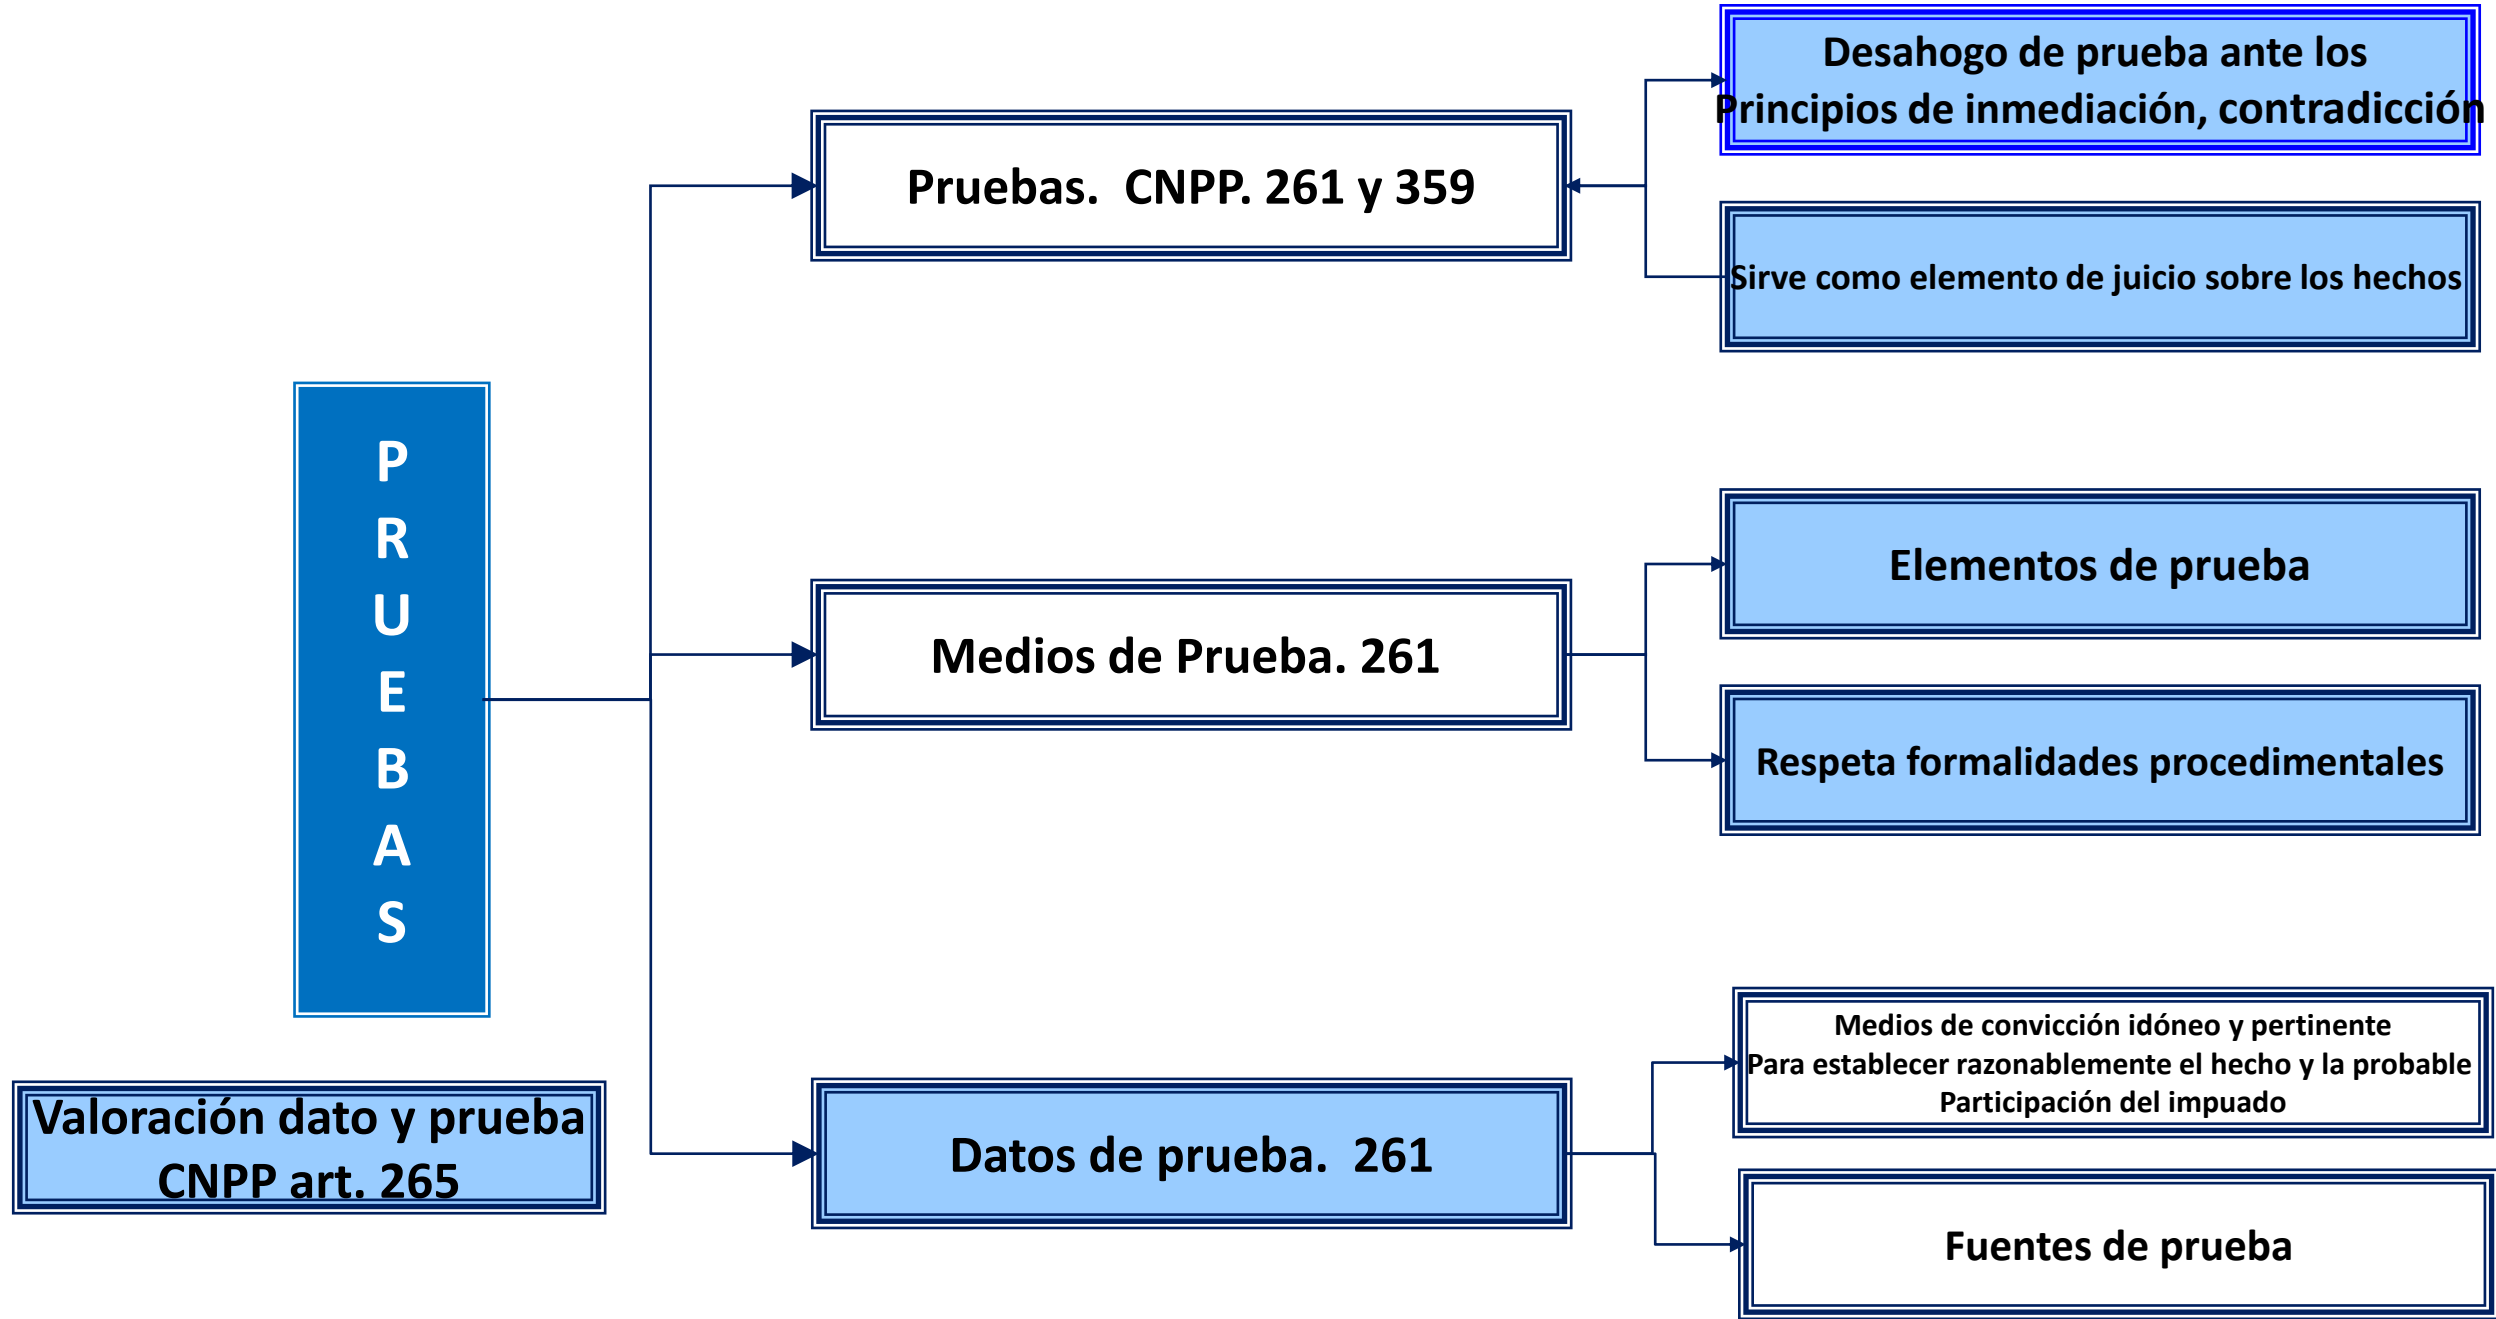 Desahogo de prueba ante los
Principios de inmediación, contradicción
Pruebas.  CNPP. 261 y 359
Sirve como elemento de juicio sobre los hechos
P
R
U
E
B
A
S
Elementos de prueba
Medios de Prueba. 261
Respeta formalidades procedimentales
Medios de convicción idóneo y pertinente
Para establecer razonablemente el hecho y la probable
Participación del impuado
Valoración dato y prueba
CNPP art. 265
Datos de prueba.  261
Fuentes de prueba